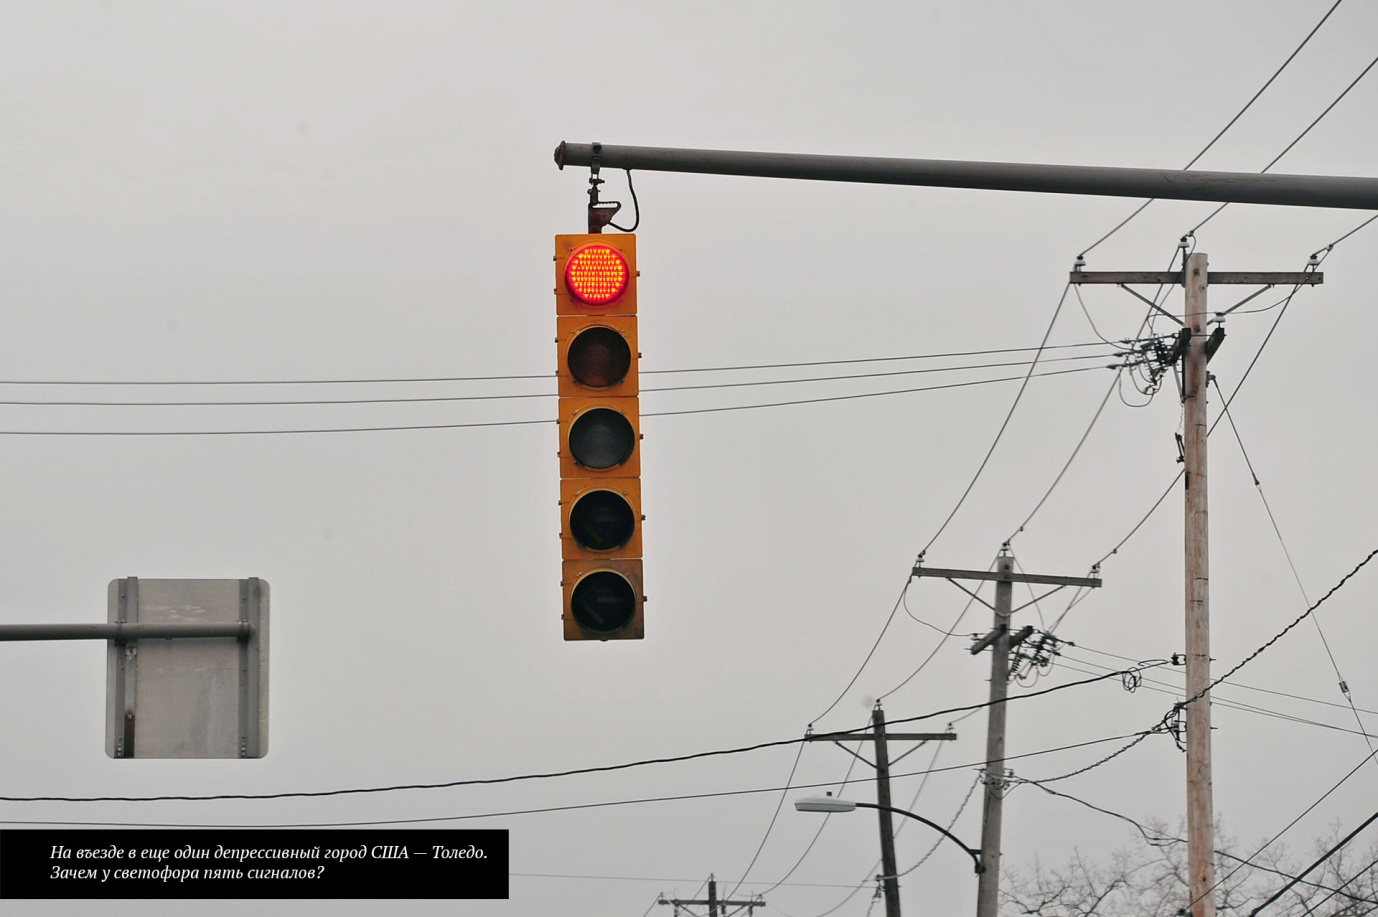 На въезде в еще один депрессивный город США — Толедо.
Зачем у светофора пять сигналов?